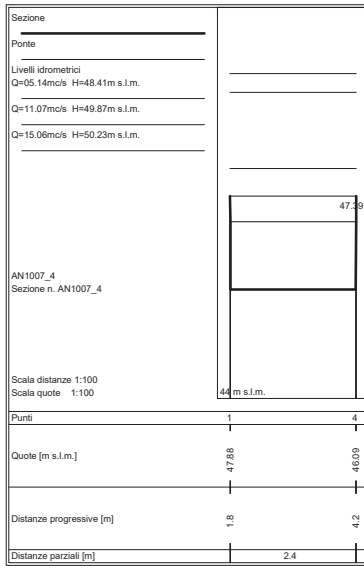 Sezione
Ponte
Livelli idrometrici
Q=05.14mc/s H=48.41m s.l.m.
Q=11.07mc/s H=49.87m s.l.m.
Q=15.06mc/s H=50.23m s.l.m.
47.39
AN1007_4
Sezione n. AN1007_4
Scala distanze 1:100
Scala quote 1:100
44 m s.l.m.
Punti 1 4
Quote [m s.l.m.] 47.88 46.09
Distanze progressive [m] 1.8 4.2
Distanze parziali [m] 2.4